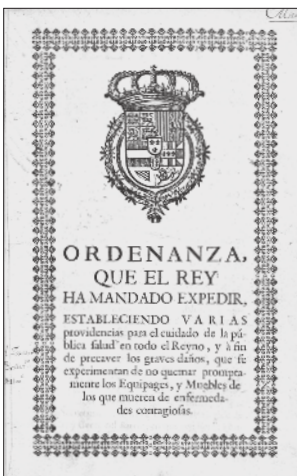 ORDENANZA,
QUE EL REY
HA MANDADO EXPEDIR,
ESTABLECIENDO VARIAS
providencias para el cuidado de la pú-
blica salud en todo el Reyno, y à fin
de precaver los graves daños, que se
experimentan de no quemar prompta-
mente los Equipages, y Muebles de
los que mueren de enfermeda-
des contagiosas.